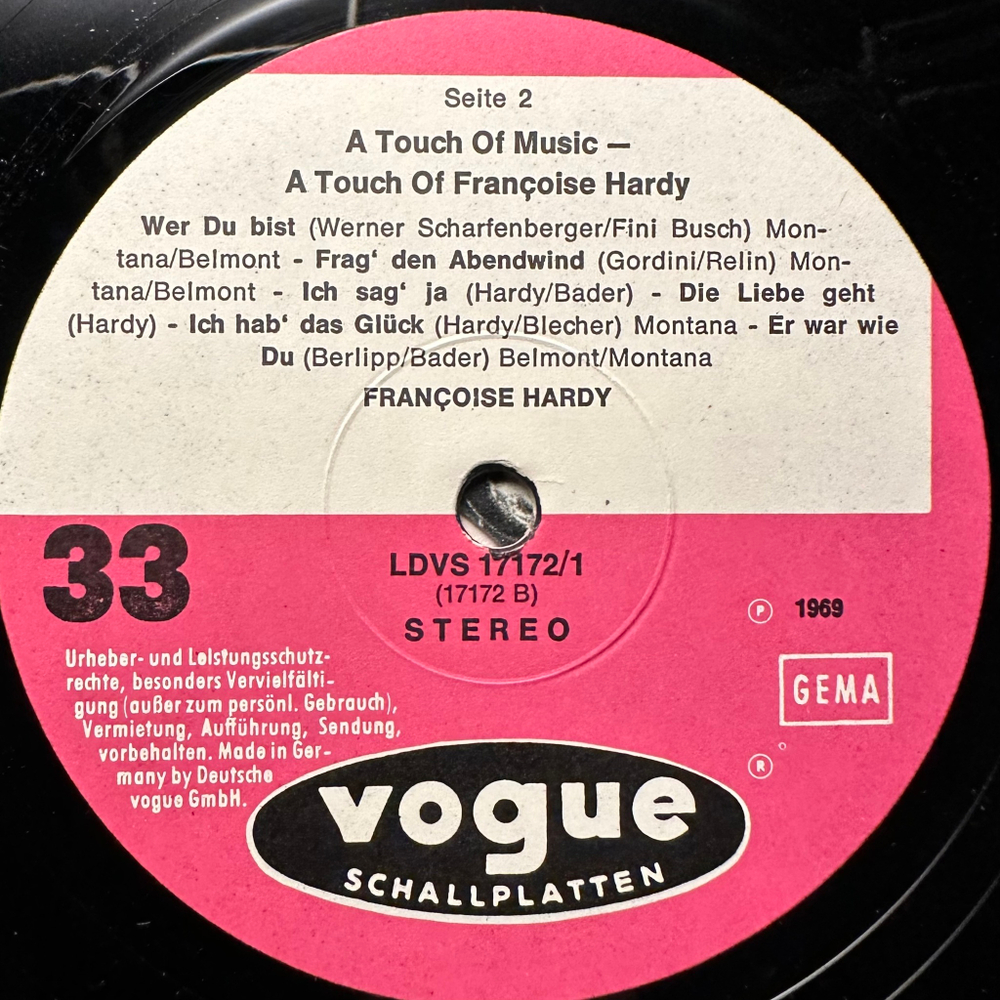 Seite 2
A Touch Of Music —
A Touch Of Françoise Hardy
Wer Du bist (Werner Scharfenberger/Fini Busch) Mon-
tana/Belmont - Frag‘ den Abendwind (Gordini/Relin) Mon-
tana/Belmont - Ich sag‘ ja (Hardy/Bader) - Die Liebe geht
(Hardy) - Ich hab‘ das Glück (Hardy/Blecher) Montana - Er war wie
Du (Berlipp/Bader) Belmont/Montana
FRANÇOISE HARDY
33
LDVS 17172/1
(17172 B)
STEREO
Ⓟ 1969
GEMA
Urheber- und Leistungsschutz-
rechte, besonders Vervielfälti-
gung (außer zum persönl. Gebrauch),
Vermietung, Aufführung, Sendung,
vorbehalten. Made in Ger-
many by Deutsche
vogue GmbH.
®
vogue
SCHALLPLATTEN